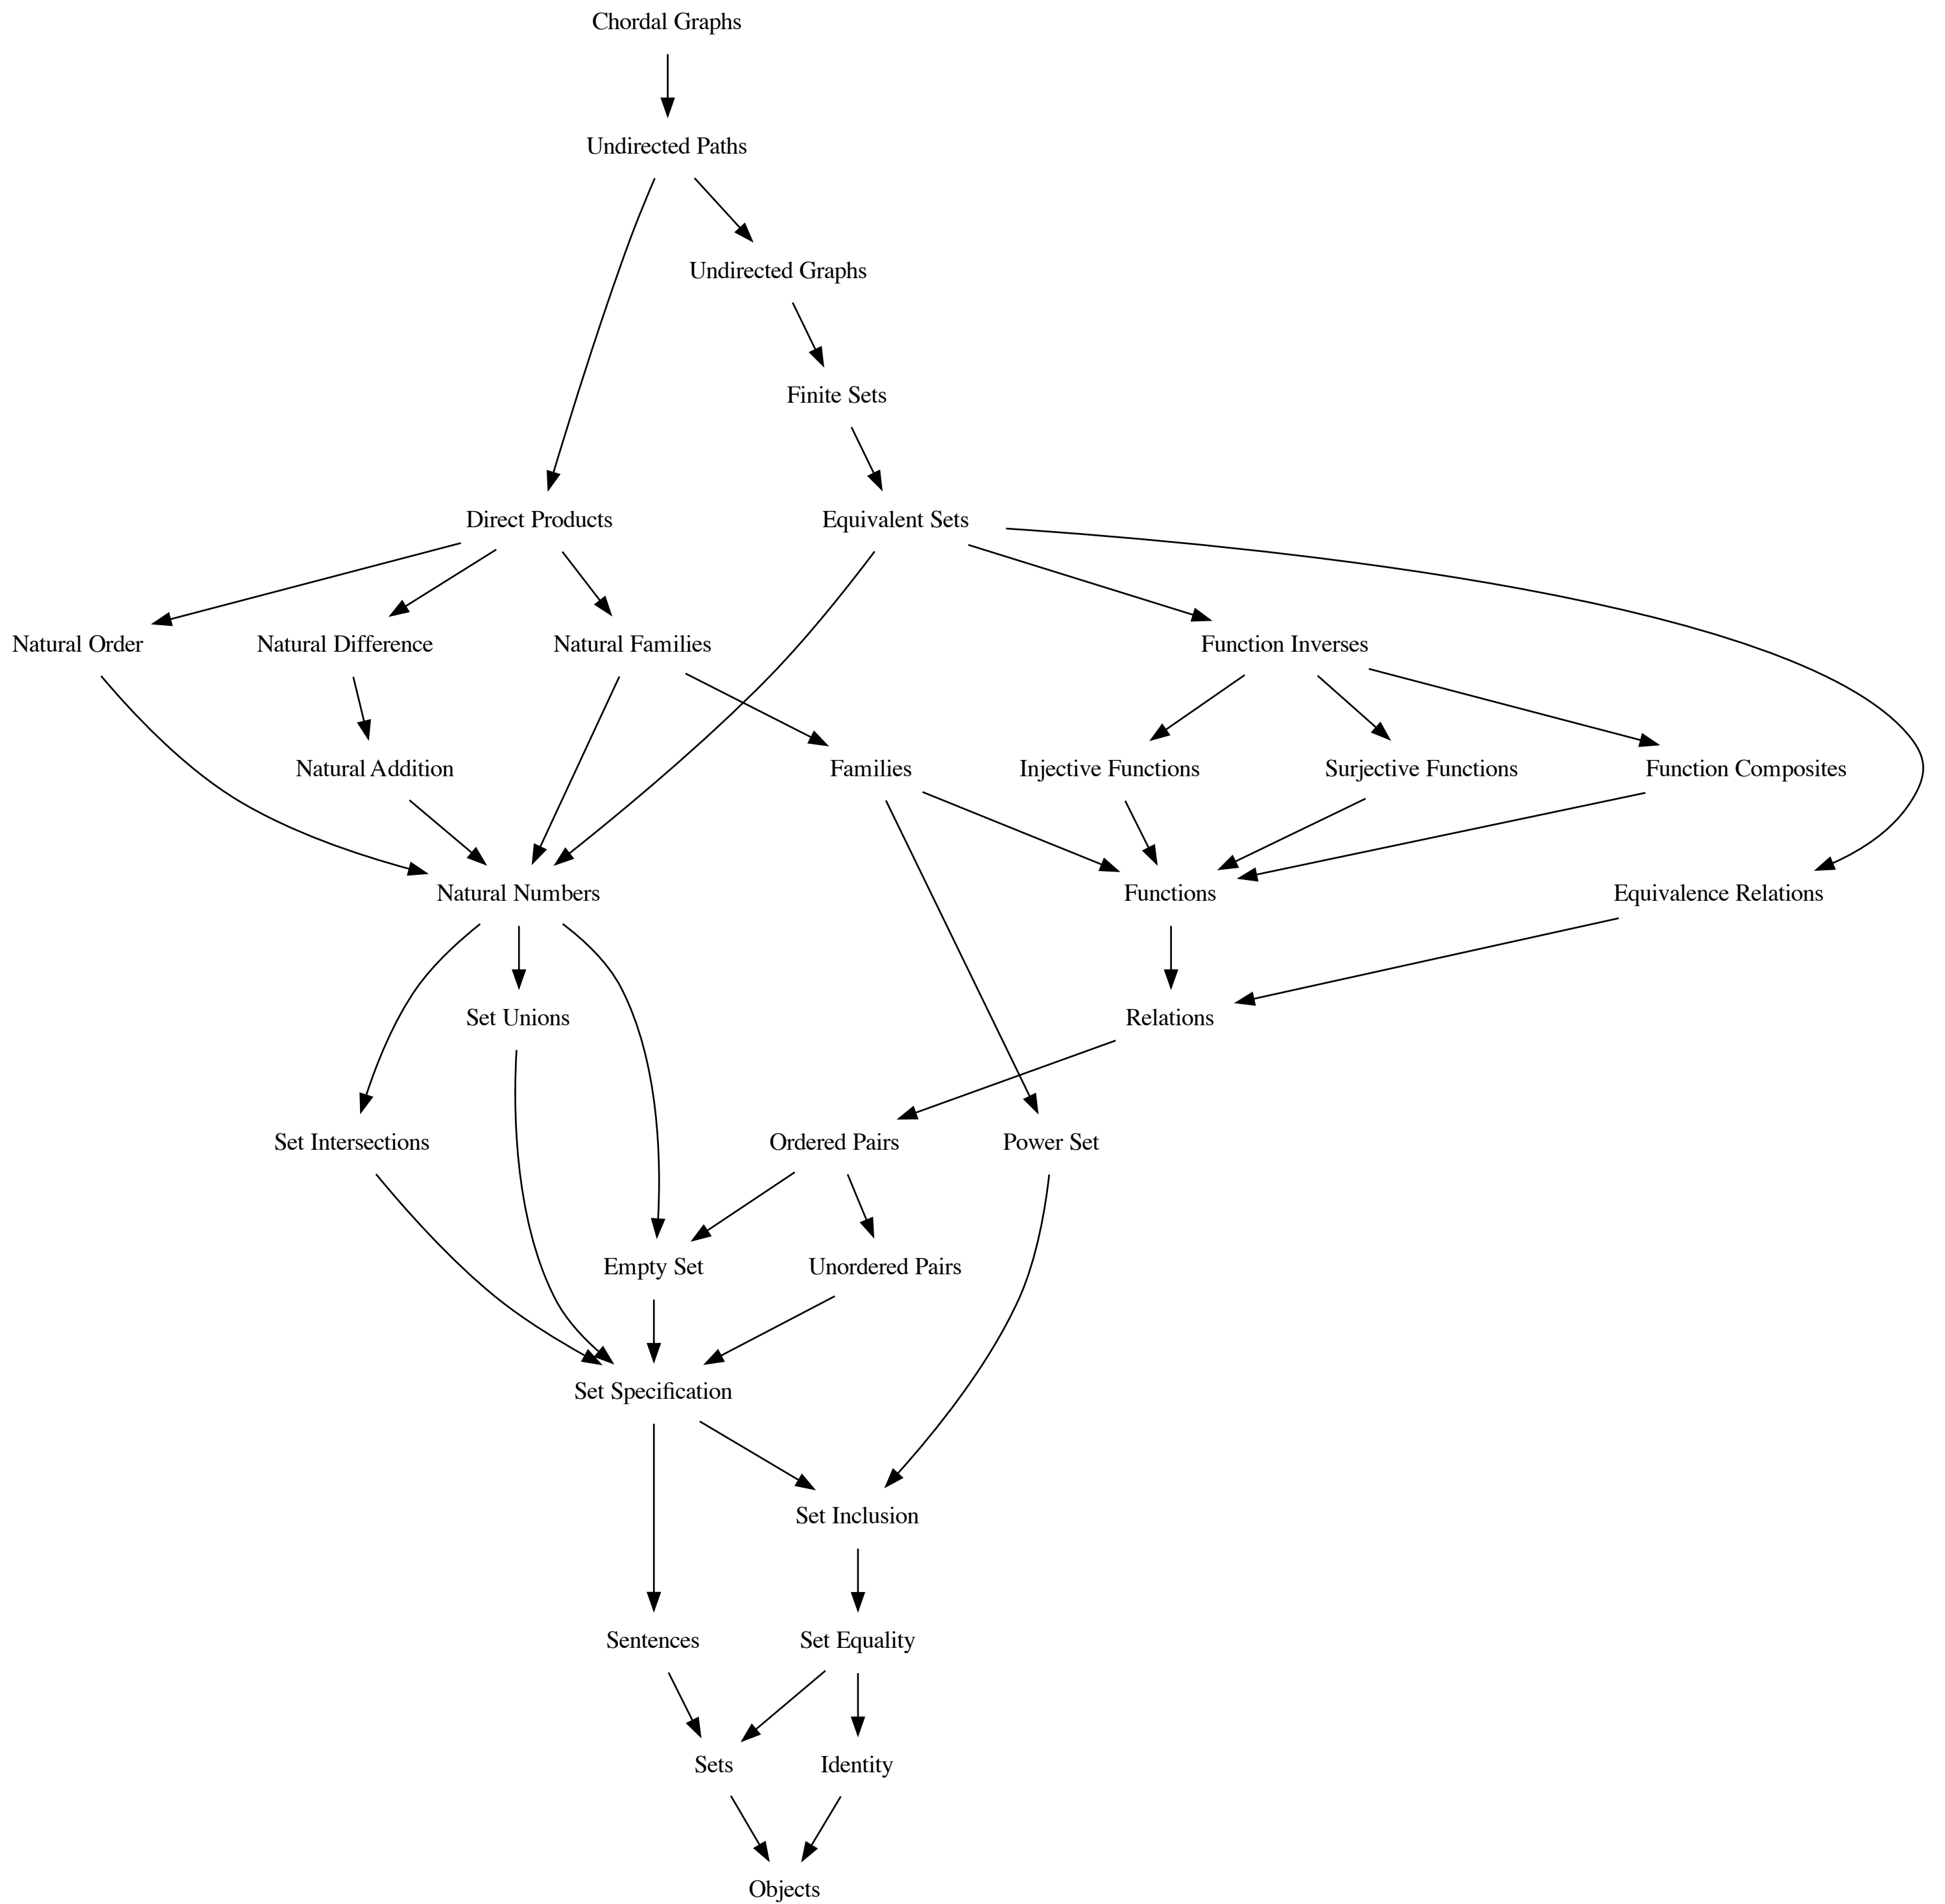 Chordal Graphs
Undirected Paths
Undirected Graphs
Finite Sets
Direct Products
Equivalent Sets
Natural Order
Natural Difference
Natural Families
Function Inverses
Natural Addition
Families
Injective Functions
Surjective Functions
Function Composites
Natural Numbers
Functions
Equivalence Relations
Set Unions
Relations
Set Intersections
Ordered Pairs
Power Set
Empty Set
Unordered Pairs
Set Specification
Set Inclusion
Sentences
Set Equality
Sets
Identity
Objects